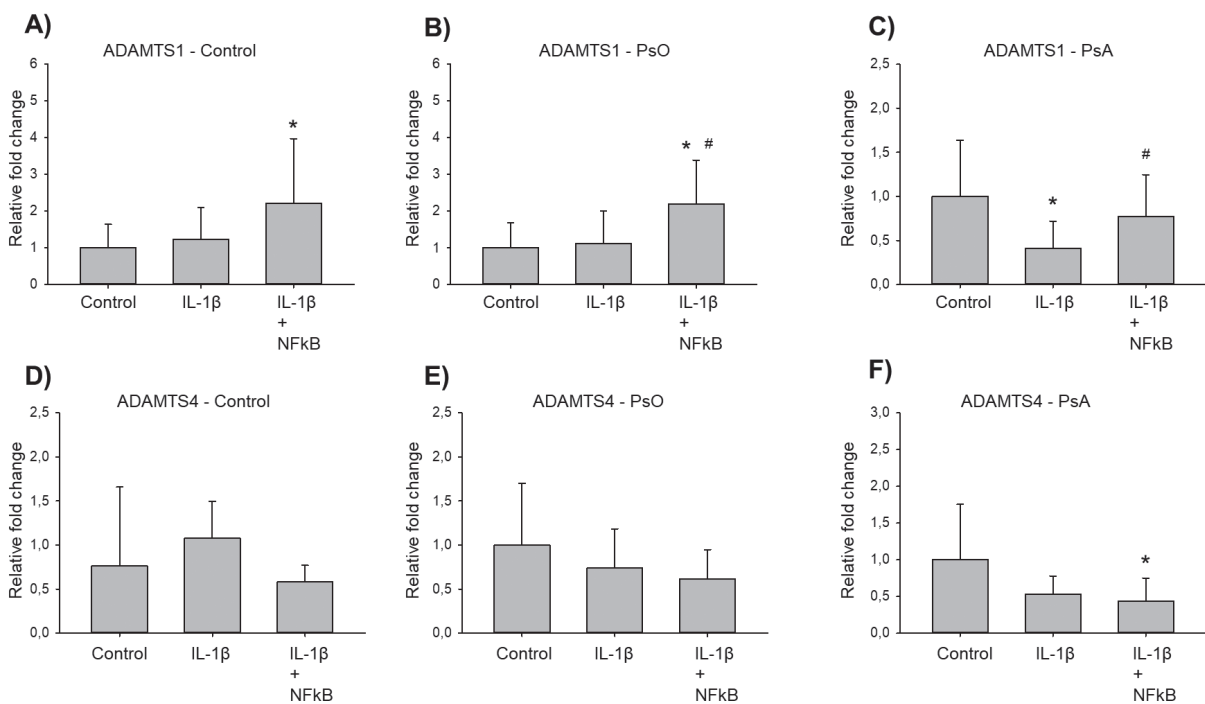 A)
ADAMTS1 - Control
Relative fold change
6
5
4
3
2
1
0
*
Control
IL-1β
IL-1β
+
NFkB
B)
ADAMTS1 - PsO
Relative fold change
6
5
4
3
2
1
0
* #
Control
IL-1β
IL-1β
+
NFkB
C)
ADAMTS1 - PsA
Relative fold change
2,5
2,0
1,5
1,0
0,5
0,0
*
#
Control
IL-1β
IL-1β
+
NFkB
D)
ADAMTS4 - Control
Relative fold change
2,5
2,0
1,5
1,0
0,5
0,0
Control
IL-1β
IL-1β
+
NFkB
E)
ADAMTS4 - PsO
Relative fold change
2,5
2,0
1,5
1,0
0,5
0,0
Control
IL-1β
IL-1β
+
NFkB
F)
ADAMTS4 - PsA
Relative fold change
3,0
2,5
2,0
1,5
1,0
0,5
0,0
*
Control
IL-1β
IL-1β
+
NFkB